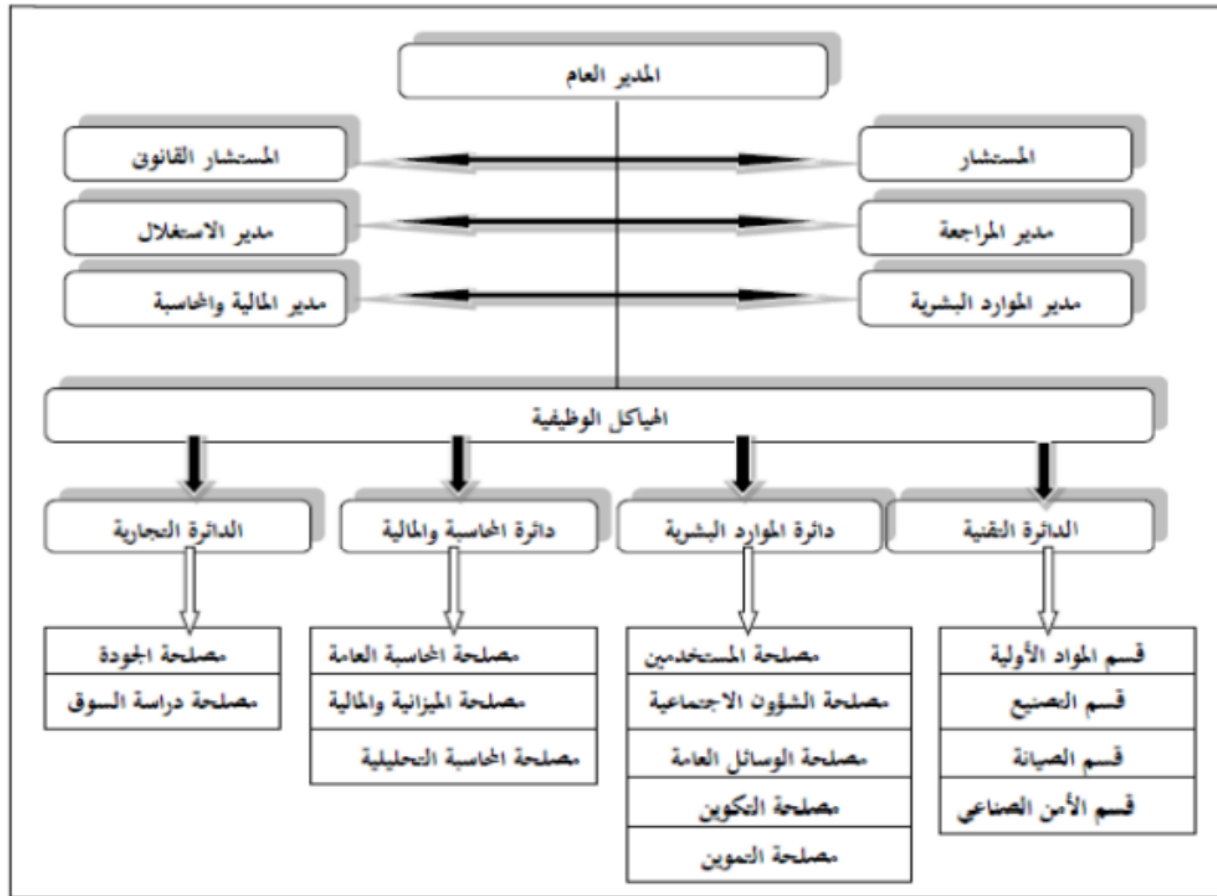 المدير العام
المستشار
المستشار القانوني
مدير المراجعة
مدير الاستغلال
مدير الموارد البشرية
مدير المالية والمحاسبة
الهياكل الوظيفية
الدائرة التقنية
دائرة الموارد البشرية
دائرة المحاسبة والمالية
الدائرة التجارية
قسم المواد الأولية
قسم التصنيع
قسم الصيانة
قسم الأمن الصناعي
مصلحة المستخدمين
مصلحة الشؤون الاجتماعية
مصلحة الوسائل العامة
مصلحة التكوين
مصلحة التموين
مصلحة المحاسبة العامة
مصلحة الميزانية والمالية
مصلحة المحاسبة التحليلية
مصلحة الجودة
مصلحة دراسة السوق